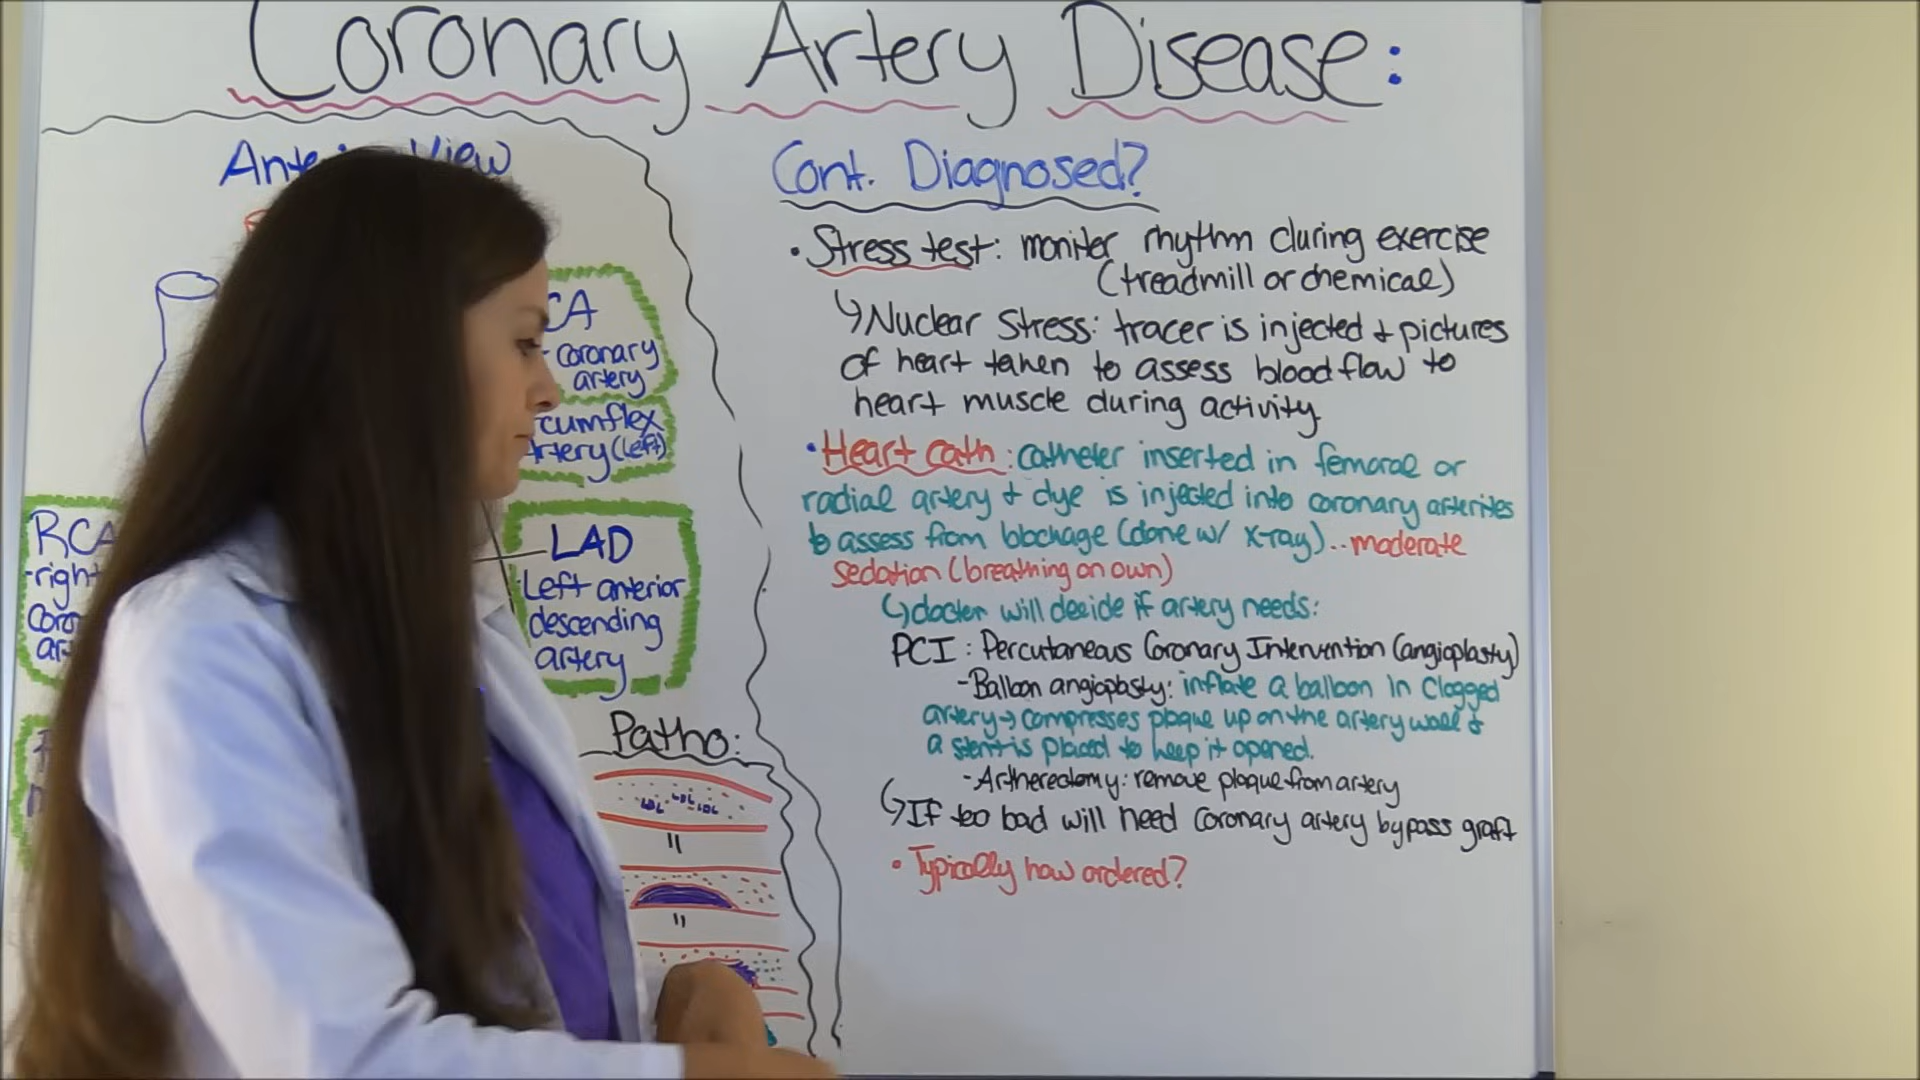 Coronary Artery Disease:
View
CA
- coronary
artery
cumflex
Artery (left)
RCA
-right
LAD
-Left anterior
descending
artery
Patho:
LDL LDL LDL
Cont. Diagnosed?
• Stress test: moniter rhythm during exercise
(treadmill or chemical)
↳ Nuclear Stress: tracer is injected + pictures
of heart taken to assess blood flow to
heart muscle during activity
• Heart cath: catheter inserted in femoral or
radial artery + dye is injected into coronary arterites
to assess from blockage (done w/ x-ray)..moderate
sedation (breathing on own)
↳ docter will decide if artery needs:
PCI: Percutaneous Coronary Intervention (angioplasty)
-Balloon angioplasty: inflate a balloon in clogged
artery → compresses plaque up on the artery wall +
a stent is placed to keep it opened.
-Artherectomy: remove plaque from artery
↳ If too bad will need coronary artery bypass graft
• Typically how ordered?